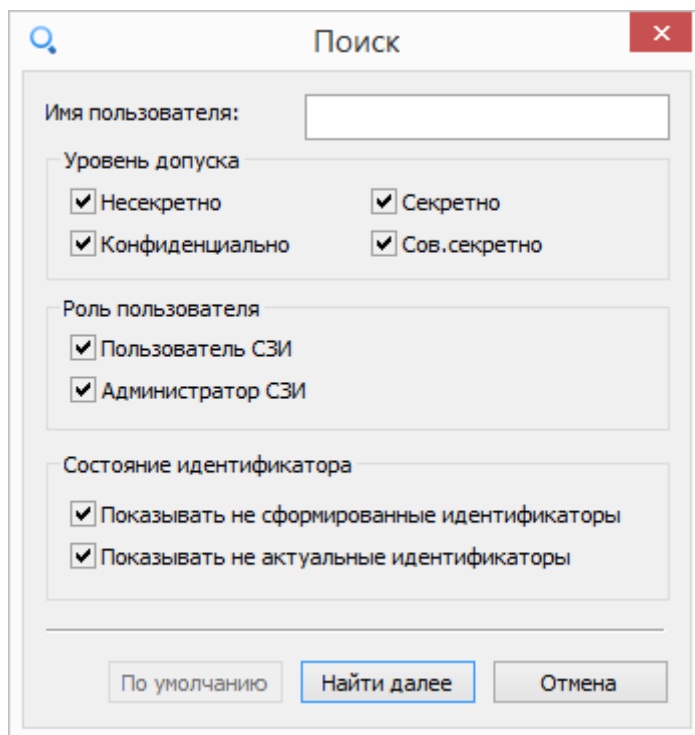 Поиск
Имя пользователя:
Уровень допуска
Несекретно Секретно
Конфиденциально Сов.секретно
Роль пользователя
Пользователь СЗИ
Администратор СЗИ
Состояние идентификатора
Показывать не сформированные идентификаторы
Показывать не актуальные идентификаторы
По умолчанию Найти далее Отмена